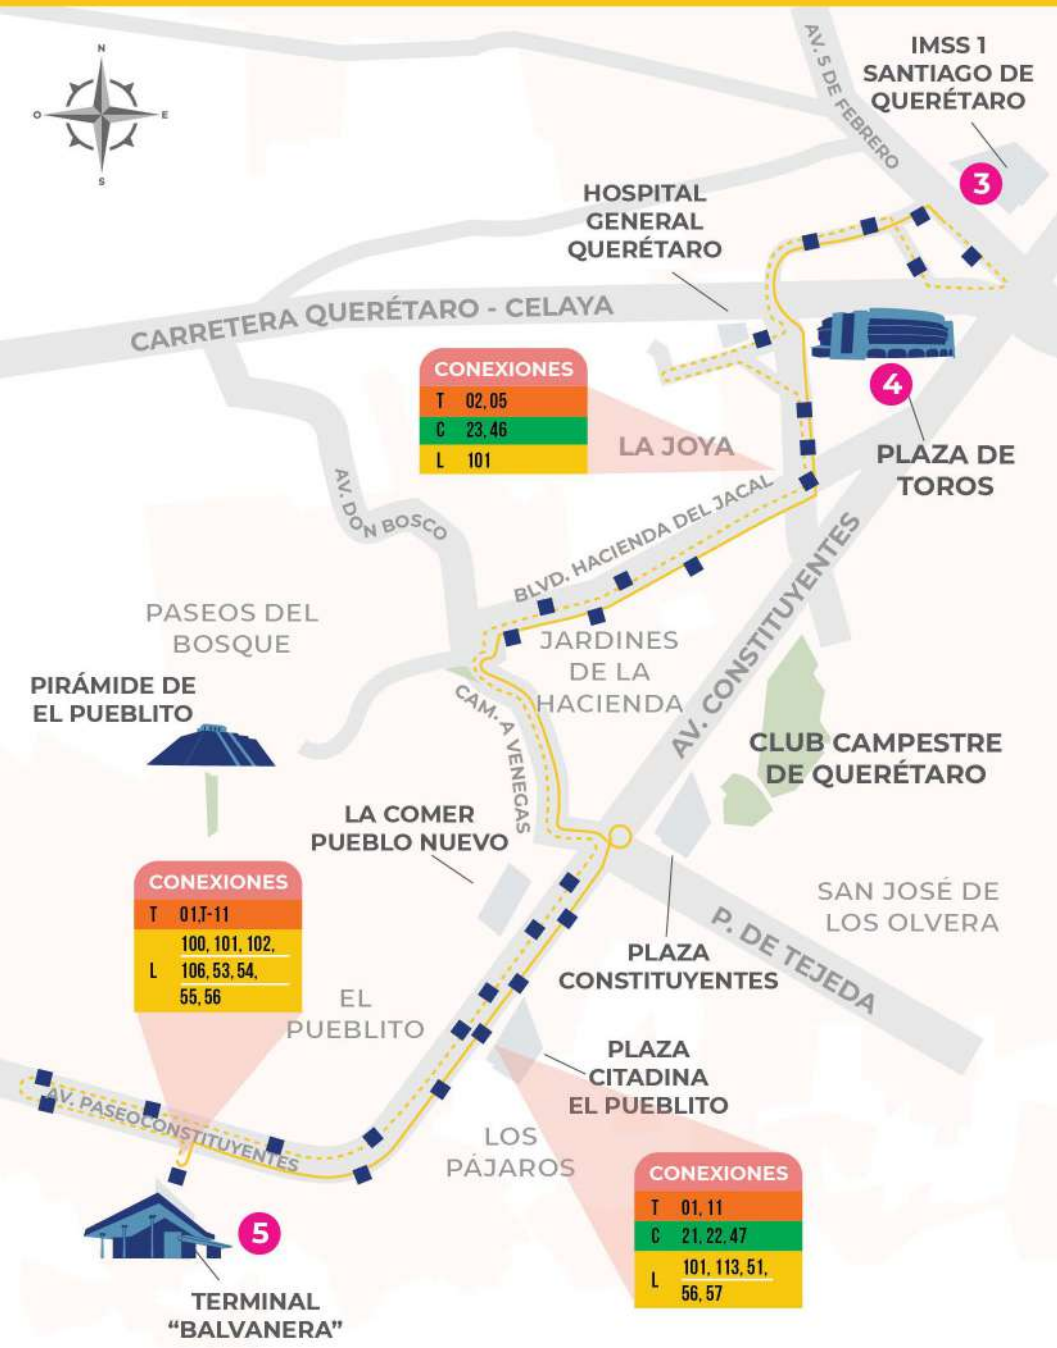 N
O
E
S
AV. 5 DE FEBRERO
IMSS 1
SANTIAGO DE
QUERÉTARO
3
HOSPITAL
GENERAL
QUERÉTARO
CARRETERA QUERÉTARO - CELAYA
CONEXIONES
T 02, 05
C 23, 46
L 101
4
LA JOYA
PLAZA DE
TOROS
AV. DON BOSCO
BLVD. HACIENDA DEL JACAL
AV. CONSTITUYENTES
PASEOS DEL
BOSQUE
JARDINES
DE LA
HACIENDA
PIRÁMIDE DE
EL PUEBLITO
CAM. A VENEGAS
CLUB CAMPESTRE
DE QUERÉTARO
LA COMER
PUEBLO NUEVO
CONEXIONES
T 01,T-11
100, 101, 102,
L 106, 53, 54,
55, 56
SAN JOSÉ DE
LOS OLVERA
P. DE TEJEDA
PLAZA
CONSTITUYENTES
EL
PUEBLITO
PLAZA
CITADINA
EL PUEBLITO
AV. PASEOCONSTITUYENTES
LOS
PÁJAROS
CONEXIONES
T 01, 11
C 21, 22, 47
L 101, 113, 51,
56, 57
5
TERMINAL
“BALVANERA”